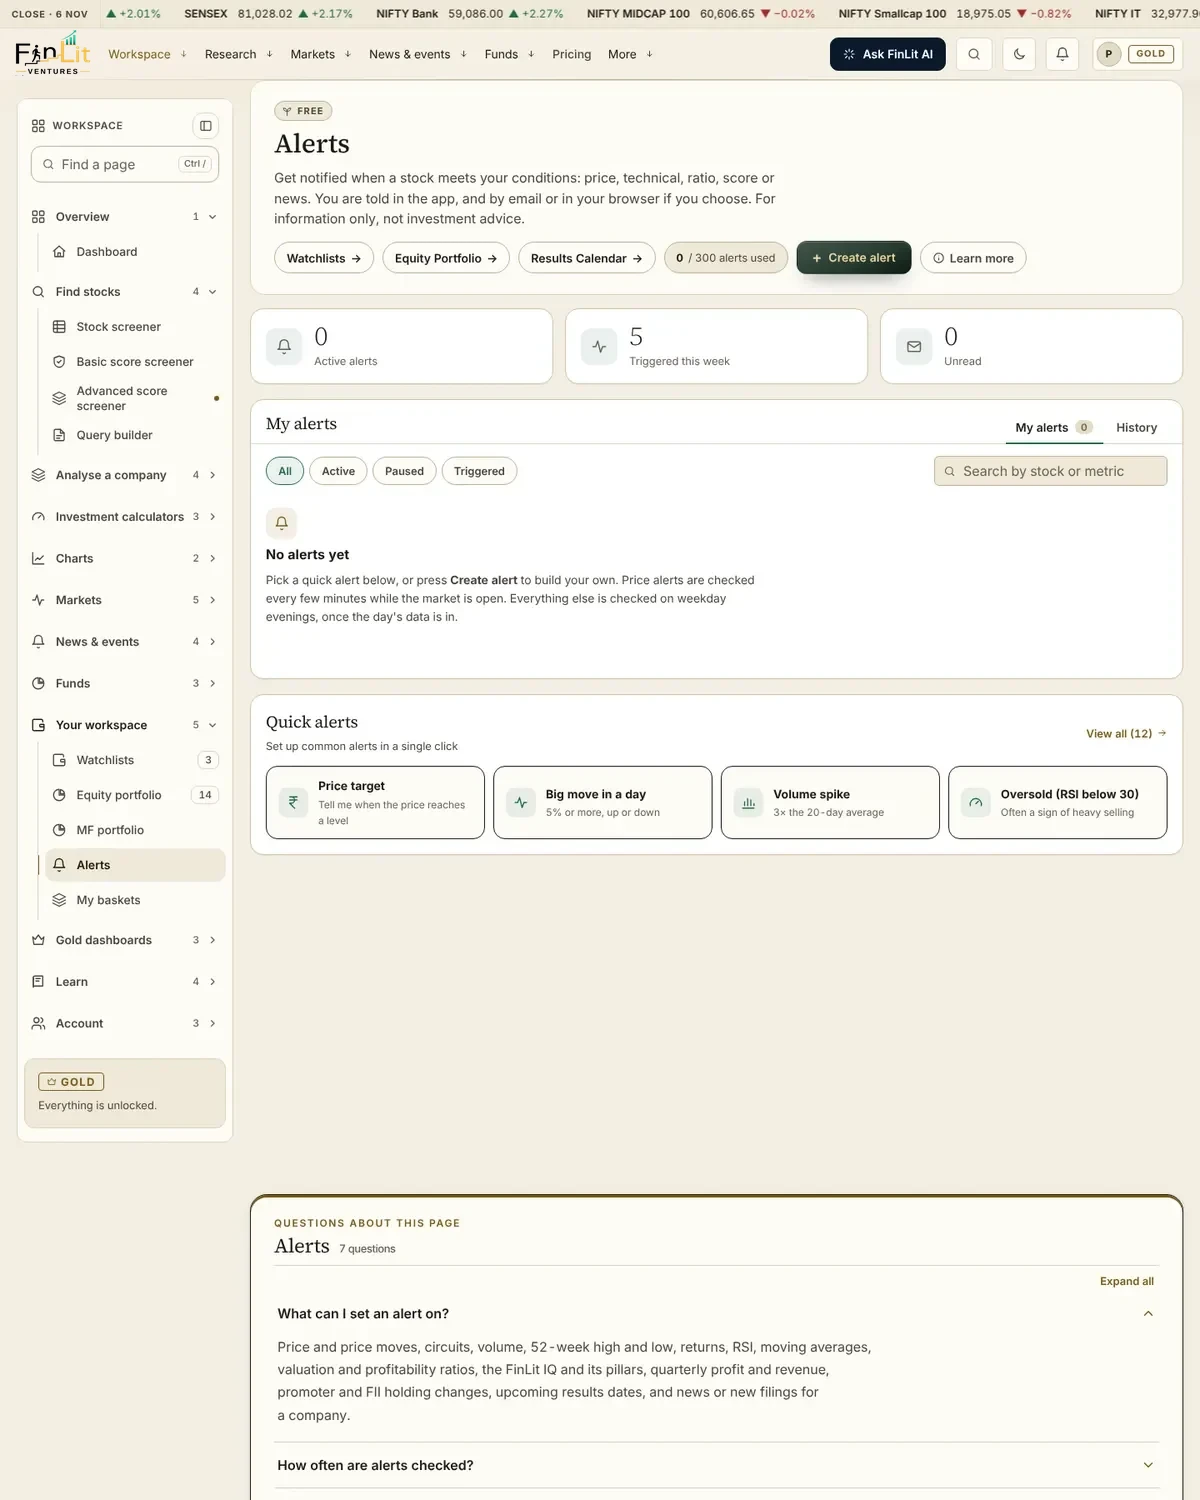 CLOSE · 6 NOV
▲ +2.01%
SENSEX 81,028.02 ▲ +2.17%
NIFTY Bank 59,086.00 ▲ +2.27%
NIFTY MIDCAP 100 60,606.65 ▼ −0.02%
NIFTY Smallcap 100 18,975.05 ▼ −0.82%
NIFTY IT 32,977.9
FinLit
VENTURES
Workspace
Research
Markets
News & events
Funds
Pricing
More
Ask FinLit AI
P
GOLD
WORKSPACE
Find a page
Ctrl /
Overview 1
Dashboard
Find stocks 4
Stock screener
Basic score screener
Advanced score
screener
Query builder
Analyse a company 4
Investment calculators 3
Charts 2
Markets 5
News & events 4
Funds 3
Your workspace 5
Watchlists 3
Equity portfolio 14
MF portfolio
Alerts
My baskets
Gold dashboards 3
Learn 4
Account 3
GOLD
Everything is unlocked.
FREE
Alerts
Get notified when a stock meets your conditions: price, technical, ratio, score or
news. You are told in the app, and by email or in your browser if you choose. For
information only, not investment advice.
Watchlists →
Equity Portfolio →
Results Calendar →
0 / 300 alerts used
+ Create alert
Learn more
0
Active alerts
5
Triggered this week
0
Unread
My alerts
My alerts 0
History
All
Active
Paused
Triggered
Search by stock or metric
No alerts yet
Pick a quick alert below, or press Create alert to build your own. Price alerts are checked
every few minutes while the market is open. Everything else is checked on weekday
evenings, once the day's data is in.
Quick alerts
Set up common alerts in a single click
View all (12) →
Price target
Tell me when the price reaches
a level
Big move in a day
5% or more, up or down
Volume spike
3× the 20-day average
Oversold (RSI below 30)
Often a sign of heavy selling
QUESTIONS ABOUT THIS PAGE
Alerts 7 questions
Expand all
What can I set an alert on?
Price and price moves, circuits, volume, 52-week high and low, returns, RSI, moving averages,
valuation and profitability ratios, the FinLit IQ and its pillars, quarterly profit and revenue,
promoter and FII holding changes, upcoming results dates, and news or new filings for
a company.
How often are alerts checked?